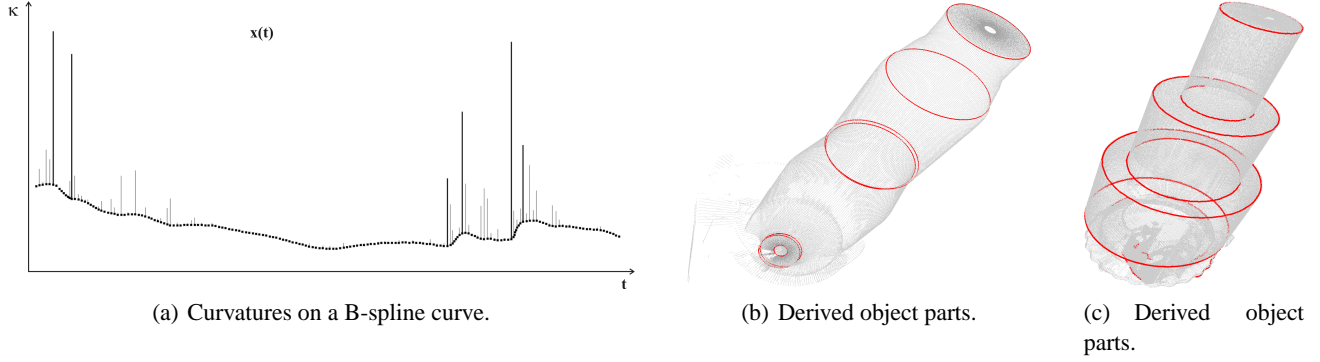 κ
x(t)
t
(a) Curvatures on a B-spline curve.
(b) Derived object parts.
(c) Derived object
parts.